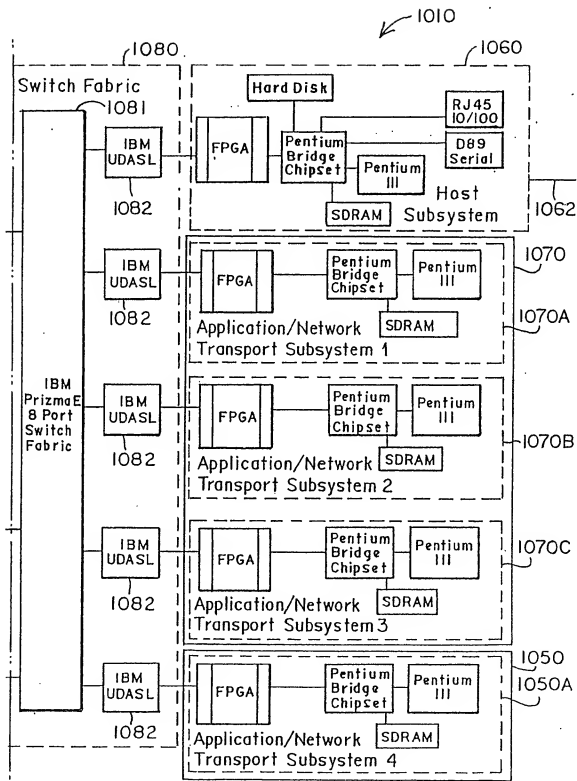 1010
1080
1060
Switch Fabric
1081
Hard Disk
RJ45
10/100
D89
Serial
IBM
UDASL
1082
FPGA
Pentium
Bridge
Chipset
Pentium
III
SDRAM
Host
Subsystem
1062
IBM
UDASL
1082
FPGA
Pentium
Bridge
Chipset
Pentium
III
SDRAM
Application/Network
Transport Subsystem 1
1070
1070A
IBM
PrizmaE
8 Port
Switch
Fabric
IBM
UDASL
1082
FPGA
Pentium
Bridge
Chipset
Pentium
III
SDRAM
Application/Network
Transport Subsystem 2
1070B
IBM
UDASL
1082
FPGA
Pentium
Bridge
Chipset
Pentium
III
SDRAM
Application/Network
Transport Subsystem 3
1070C
IBM
UDASL
1082
FPGA
Pentium
Bridge
Chipset
Pentium
III
SDRAM
Application/Network
Transport Subsystem 4
1050
1050A